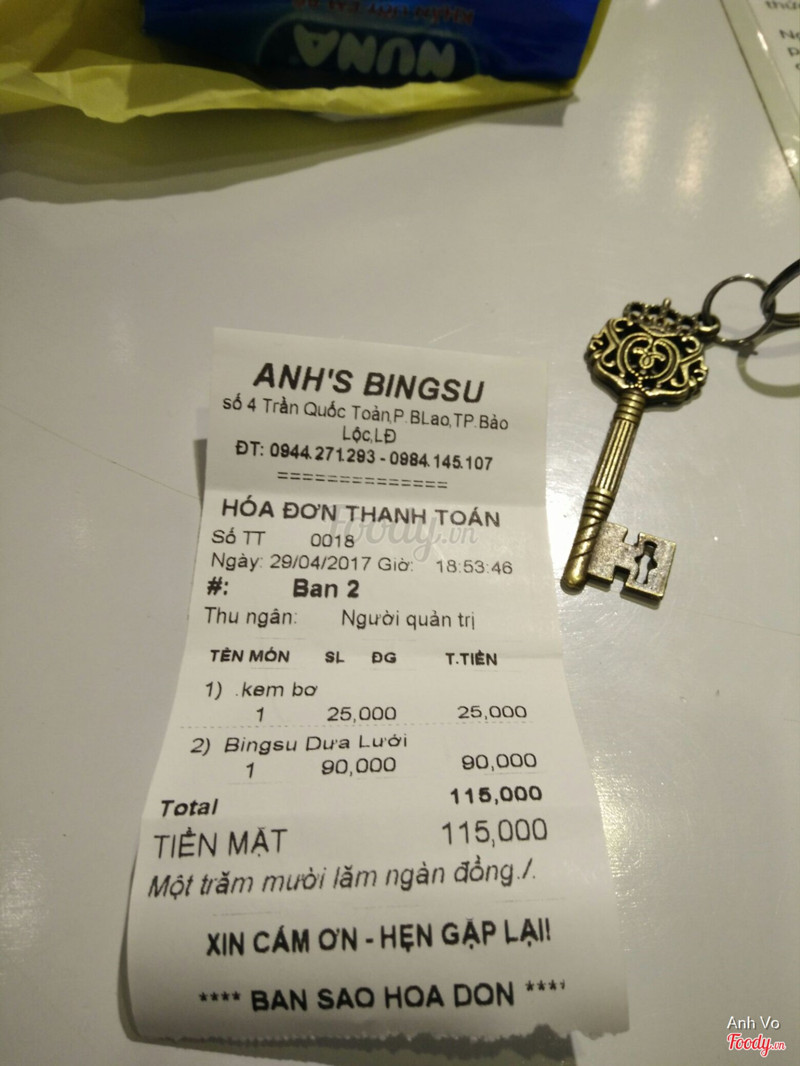 NUNA
ANH'S BINGSU
số 4 Trần Quốc Toản,P.BLao,TP.Bảo
Lộc,LĐ
ĐT: 0944.271.293 - 0984.145.107
===============
HÓA ĐƠN THANH TOÁN
Foody.vn
Số TT 0018
Ngày: 29/04/2017 Giờ: 18:53:46
#: Ban 2
Thu ngân: Người quản trị
TÊN MÓN SL ĐG T.TIỀN
1) .kem bơ
1 25,000 25,000
2) Bingsu Dưa Lưới
1 90,000 90,000
Total 115,000
TIỀN MẶT 115,000
Một trăm mười lăm ngàn đồng./.
XIN CÁM ƠN - HẸN GẶP LẠI!
**** BAN SAO HOA DON ****
Anh Vo
Foody.vn